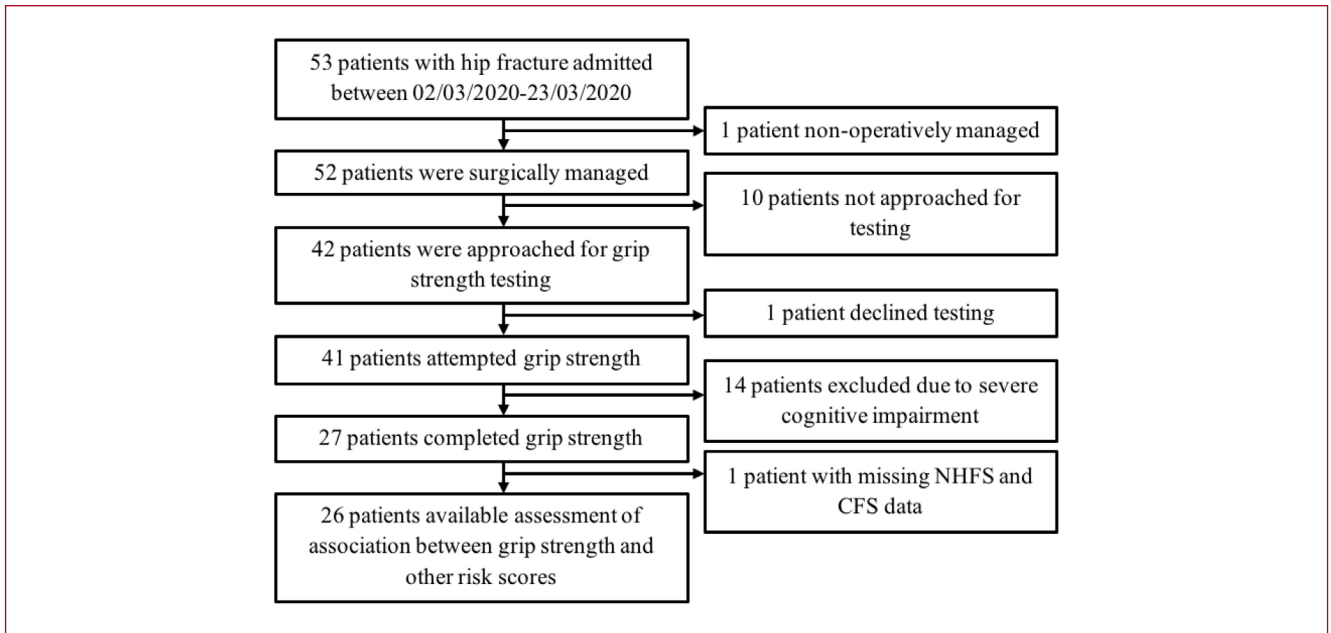 53 patients with hip fracture admitted
between 02/03/2020-23/03/2020
1 patient non-operatively managed
52 patients were surgically managed
10 patients not approached for
testing
42 patients were approached for grip
strength testing
1 patient declined testing
41 patients attempted grip strength
14 patients excluded due to severe
cognitive impairment
27 patients completed grip strength
1 patient with missing NHFS and
CFS data
26 patients available assessment of
association between grip strength and
other risk scores